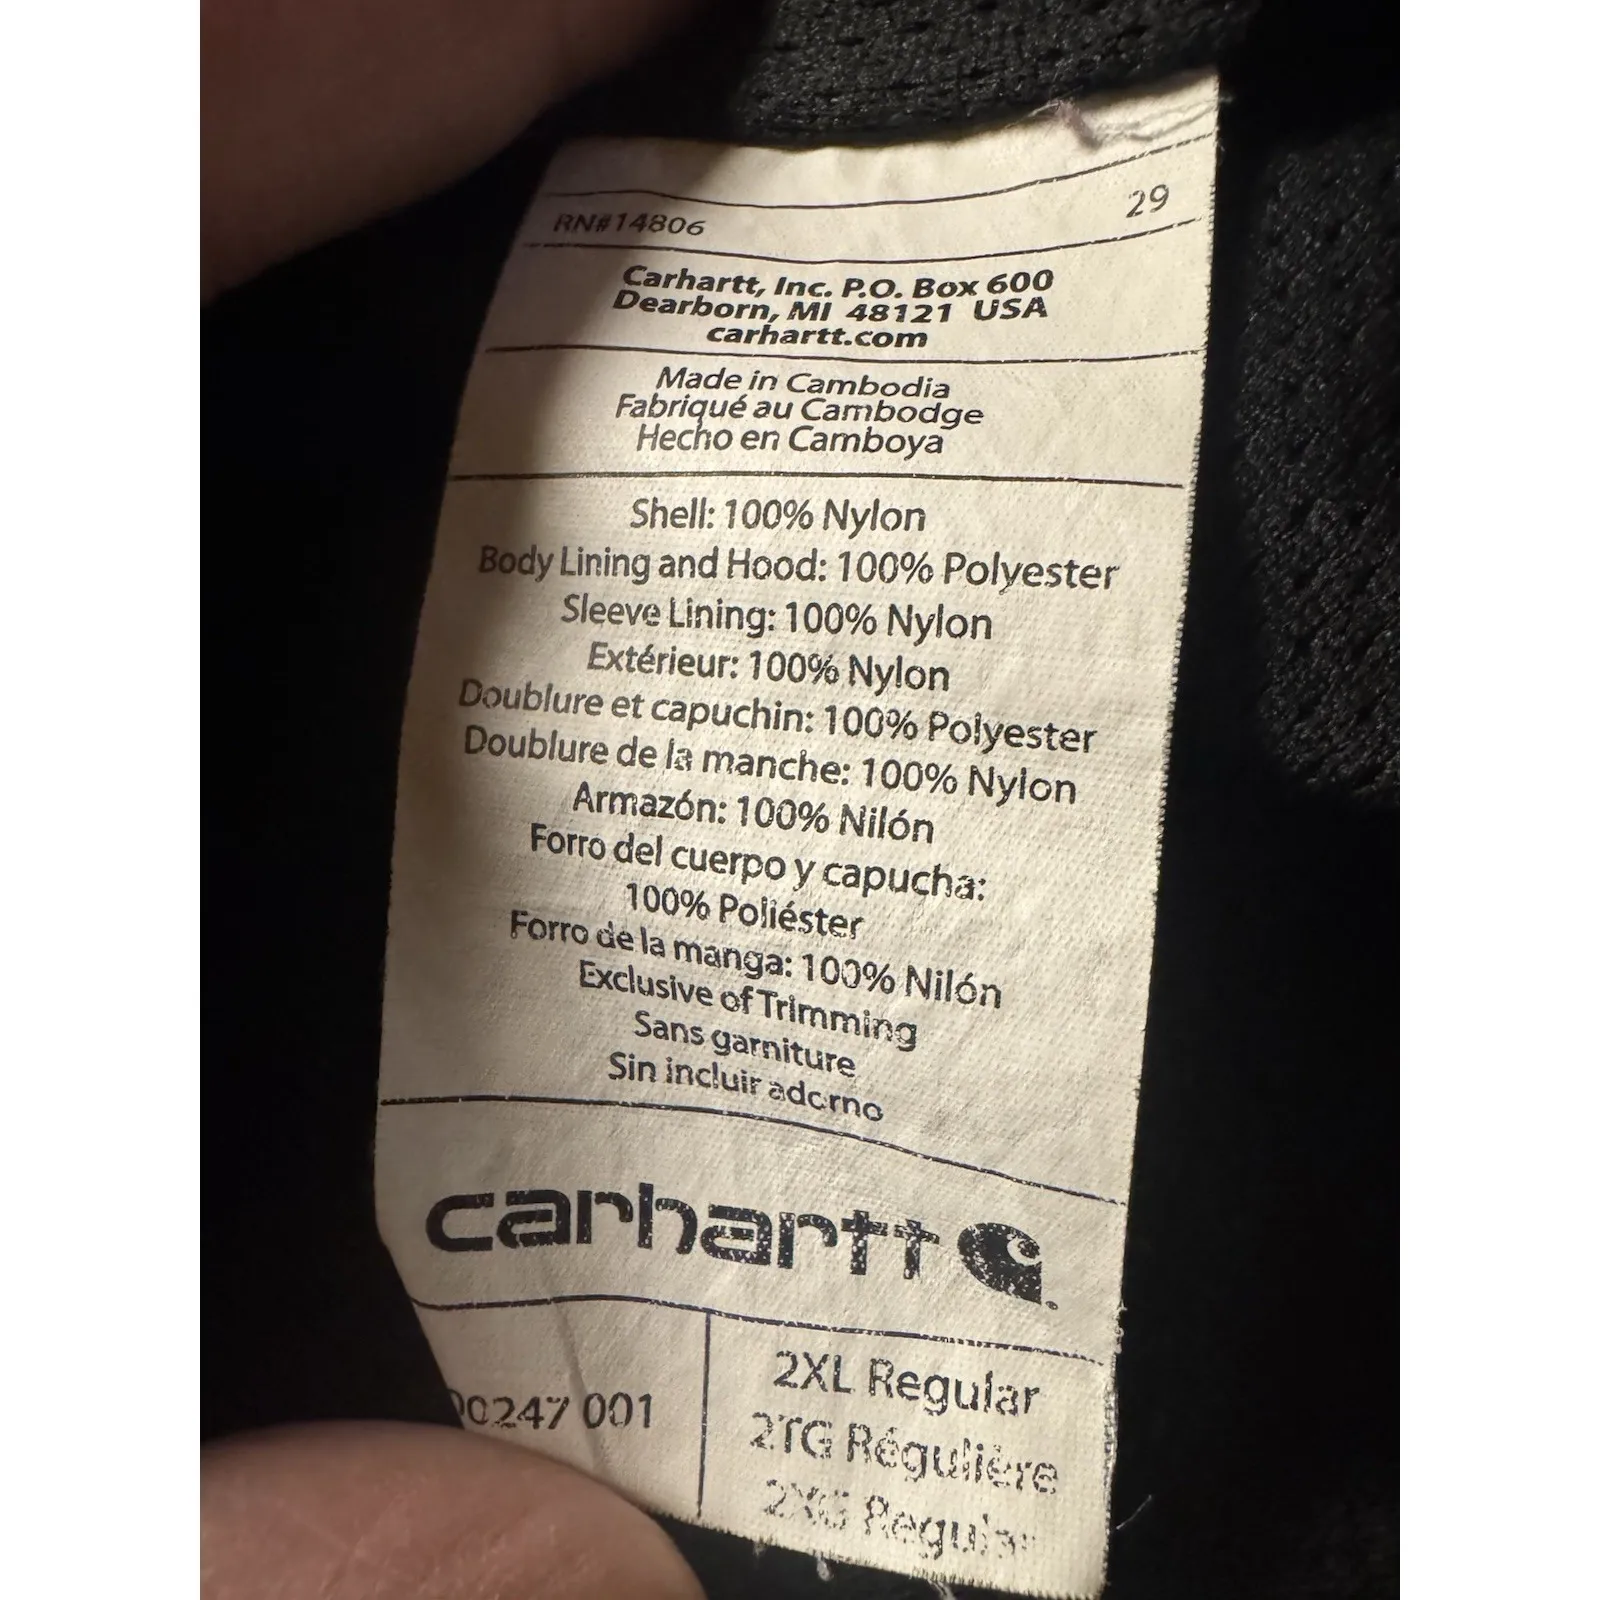 RN#14806
29
Carhartt, Inc. P.O. Box 600
Dearborn, MI 48121 USA
carhartt.com
Made in Cambodia
Fabriqué au Cambodge
Hecho en Camboya
Shell: 100% Nylon
Body Lining and Hood: 100% Polyester
Sleeve Lining: 100% Nylon
Extérieur: 100% Nylon
Doublure et capuchin: 100% Polyester
Doublure de la manche: 100% Nylon
Armazón: 100% Nilón
Forro del cuerpo y capucha:
100% Poliéster
Forro de la manga: 100% Nilón
Exclusive of Trimming
Sans garniture
Sin incluir adorno
carhartt
001
2XL Regular
2TG Régulière
2XG Regular